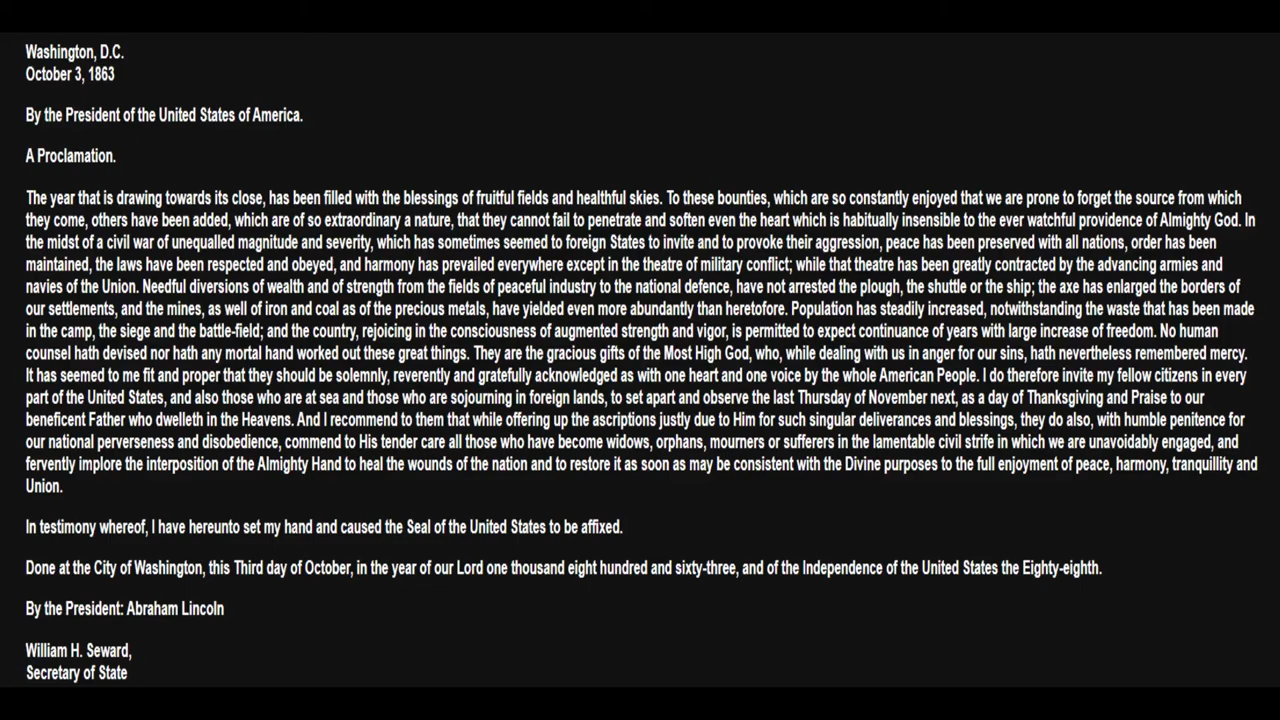 Washington, D.C.
October 3, 1863
By the President of the United States of America.
A Proclamation.
The year that is drawing towards its close, has been filled with the blessings of fruitful fields and healthful skies. To these bounties, which are so constantly enjoyed that we are prone to forget the source from which
they come, others have been added, which are of so extraordinary a nature, that they cannot fail to penetrate and soften even the heart which is habitually insensible to the ever watchful providence of Almighty God. In
the midst of a civil war of unequalled magnitude and severity, which has sometimes seemed to foreign States to invite and to provoke their aggression, peace has been preserved with all nations, order has been
maintained, the laws have been respected and obeyed, and harmony has prevailed everywhere except in the theatre of military conflict; while that theatre has been greatly contracted by the advancing armies and
navies of the Union. Needful diversions of wealth and of strength from the fields of peaceful industry to the national defence, have not arrested the plough, the shuttle or the ship; the axe has enlarged the borders of
our settlements, and the mines, as well of iron and coal as of the precious metals, have yielded even more abundantly than heretofore. Population has steadily increased, notwithstanding the waste that has been made
in the camp, the siege and the battle-field; and the country, rejoicing in the consciousness of augmented strength and vigor, is permitted to expect continuance of years with large increase of freedom. No human
counsel hath devised nor hath any mortal hand worked out these great things. They are the gracious gifts of the Most High God, who, while dealing with us in anger for our sins, hath nevertheless remembered mercy.
It has seemed to me fit and proper that they should be solemnly, reverently and gratefully acknowledged as with one heart and one voice by the whole American People. I do therefore invite my fellow citizens in every
part of the United States, and also those who are at sea and those who are sojourning in foreign lands, to set apart and observe the last Thursday of November next, as a day of Thanksgiving and Praise to our
beneficent Father who dwelleth in the Heavens. And I recommend to them that while offering up the ascriptions justly due to Him for such singular deliverances and blessings, they do also, with humble penitence for
our national perverseness and disobedience, commend to His tender care all those who have become widows, orphans, mourners or sufferers in the lamentable civil strife in which we are unavoidably engaged, and
fervently implore the interposition of the Almighty Hand to heal the wounds of the nation and to restore it as soon as may be consistent with the Divine purposes to the full enjoyment of peace, harmony, tranquillity and
Union.
In testimony whereof, I have hereunto set my hand and caused the Seal of the United States to be affixed.
Done at the City of Washington, this Third day of October, in the year of our Lord one thousand eight hundred and sixty-three, and of the Independence of the United States the Eighty-eighth.
By the President: Abraham Lincoln
William H. Seward,
Secretary of State